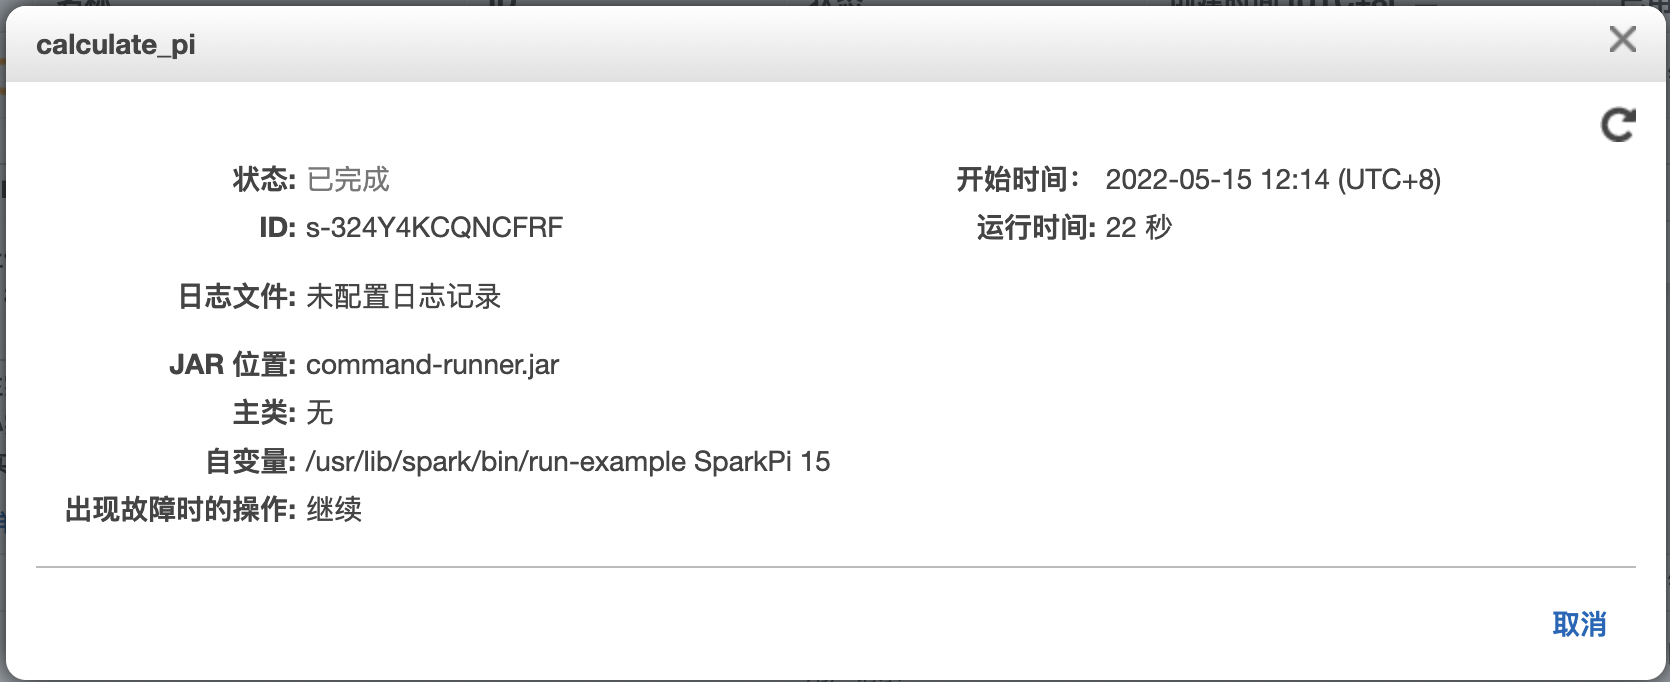 calculate_pi
状态: 已完成
开始时间: 2022-05-15 12:14 (UTC+8)
ID: s-324Y4KCQNCFRF
运行时间: 22 秒
日志文件: 未配置日志记录
JAR 位置: command-runner.jar
主类: 无
自变量: /usr/lib/spark/bin/run-example SparkPi 15
出现故障时的操作: 继续
取消